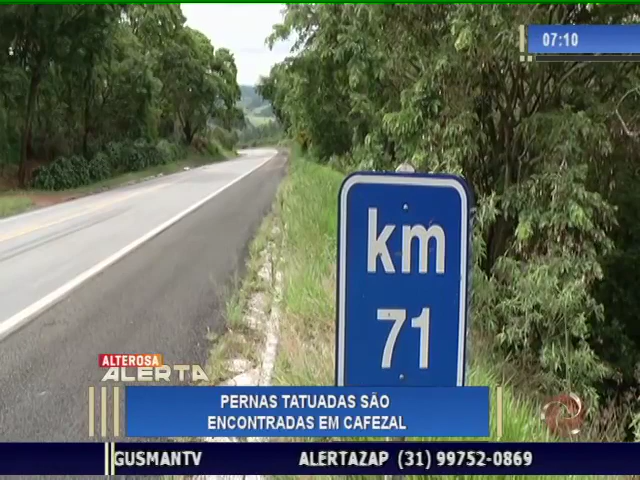 07:10
km
71
ALTEROSA
ALERTA
PERNAS TATUADAS SÃO
ENCONTRADAS EM CAFEZAL
GUSMANTV ALERTAZAP (31) 99752-0869